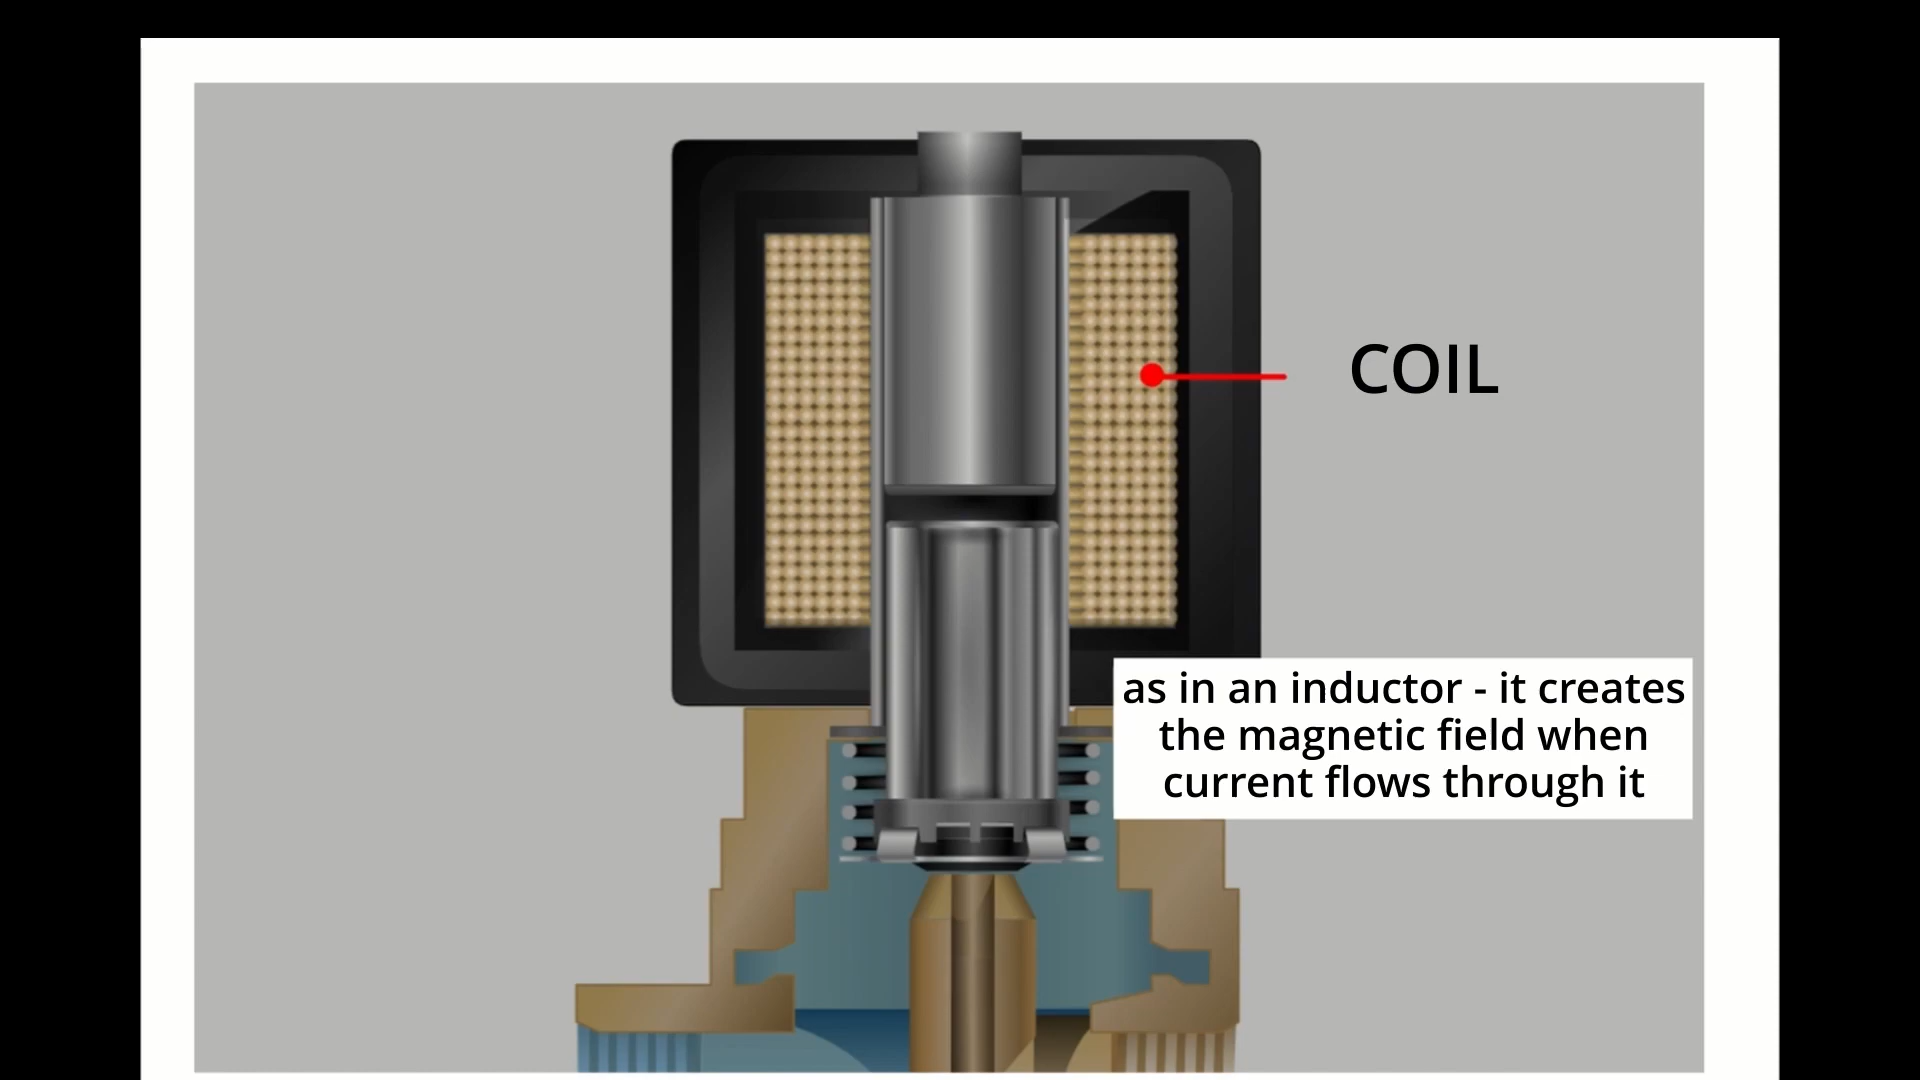 COIL
as in an inductor - it creates
the magnetic field when
current flows through it